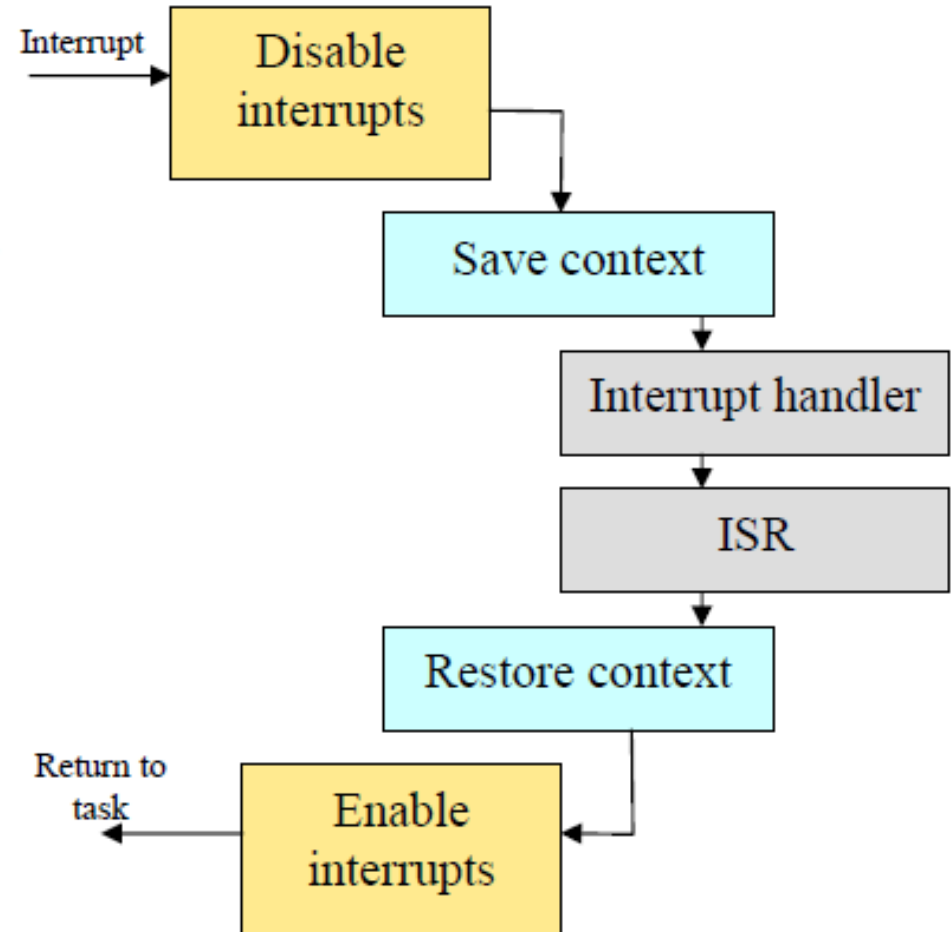 Interrupt
Disable
interrupts
Save context
Interrupt handler
ISR
Restore context
Return to
task
Enable
interrupts